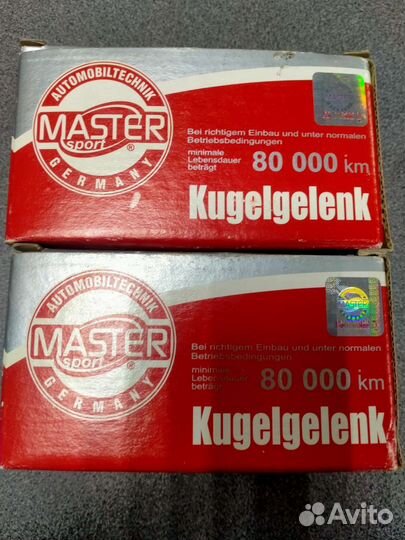 AUTOMOBILTECHNIK
MASTER
sport
®
GERMANY
Bei richtigem Einbau und unter normalen
Betriebsbedingungen
minimale
Lebensdauer
beträgt
80 000 km
Kugelgelenk
AUTOMOBILTECHNIK
MASTER
sport
®
GERMANY
MASTER
Bei richtigem Einbau und unter normalen
Betriebsbedingungen
minimale
Lebensdauer
beträgt
80 000 km
Kugelgelenk
Avito